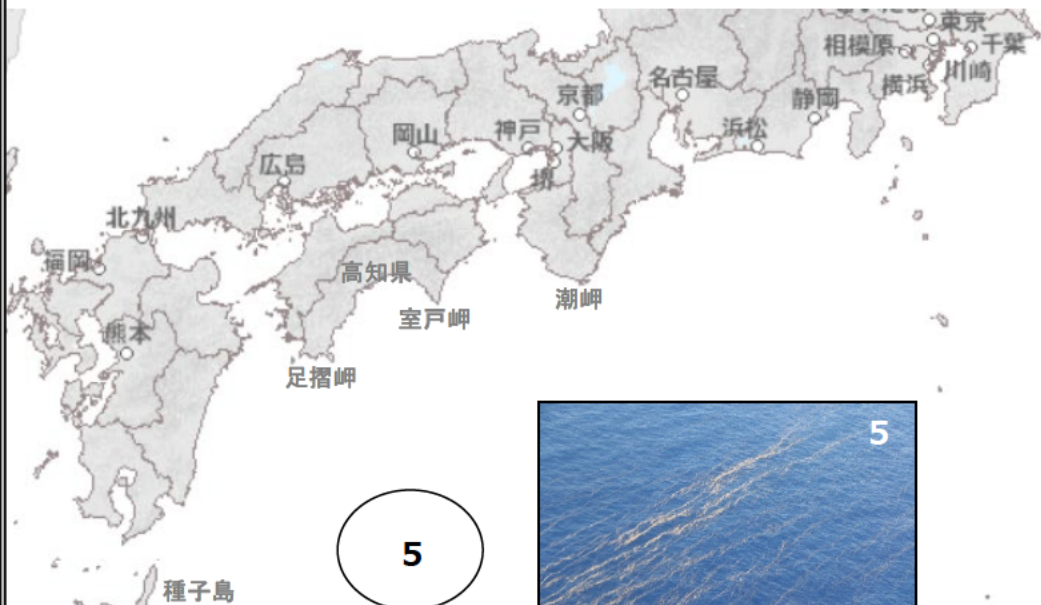 東京
相模原
千葉
川崎
横浜
名古屋
京都
静岡
浜松
神戸
大阪
岡山
堺
広島
北九州
福岡
高知県
潮岬
室戸岬
熊本
足摺岬
5
5
種子島